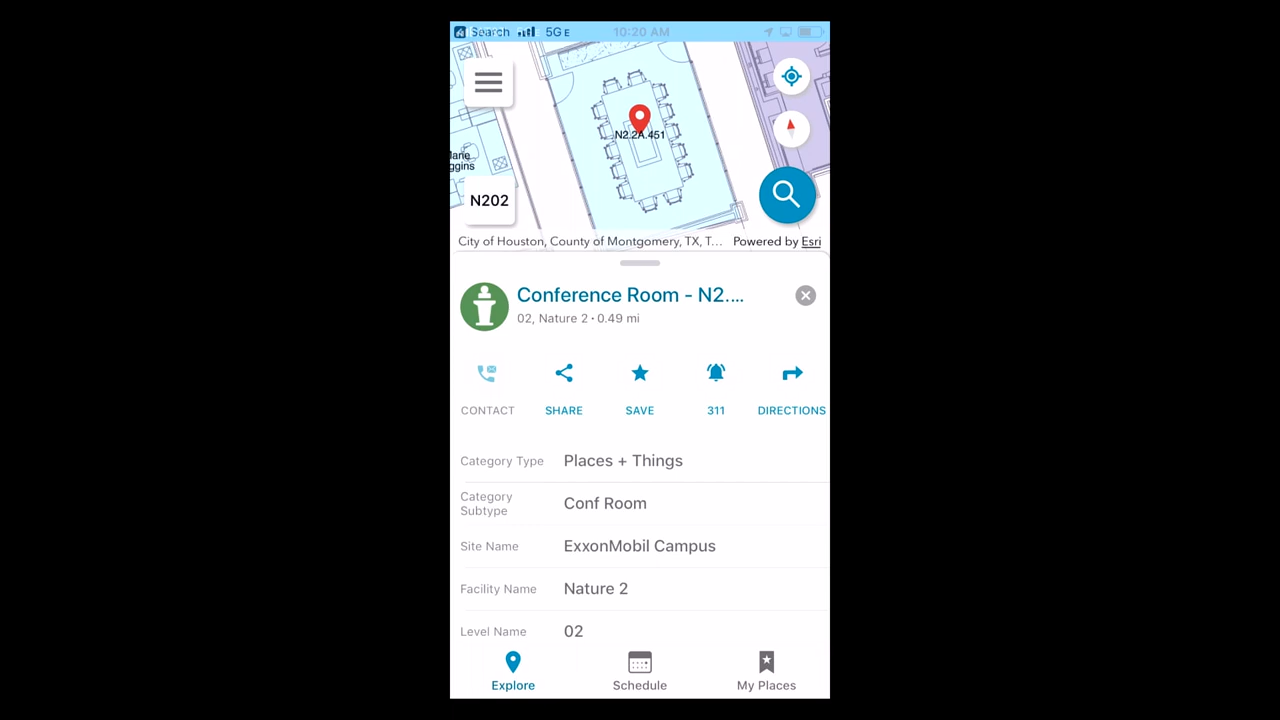 Search 5G E 10:20 AM
N2.2A.451
ggins
N202
City of Houston, County of Montgomery, TX, T... Powered by Esri
Conference Room - N2....
02, Nature 2 • 0.49 mi
CONTACT SHARE SAVE 311 DIRECTIONS
Category Type Places + Things
Category
Subtype Conf Room
Site Name ExxonMobil Campus
Facility Name Nature 2
Level Name 02
Explore Schedule My Places